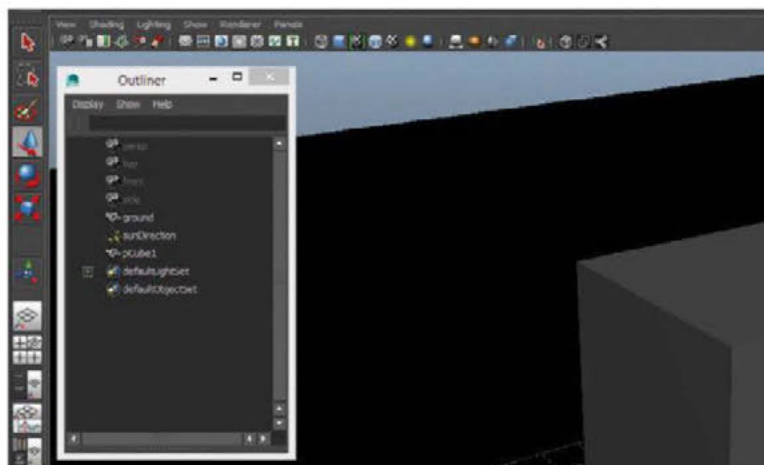 View Shading Lighting Show Renderer Panels
Outliner
Display Show Help
persp
top
front
side
ground
sunDirection
pCube1
defaultLightSet
defaultObjectSet